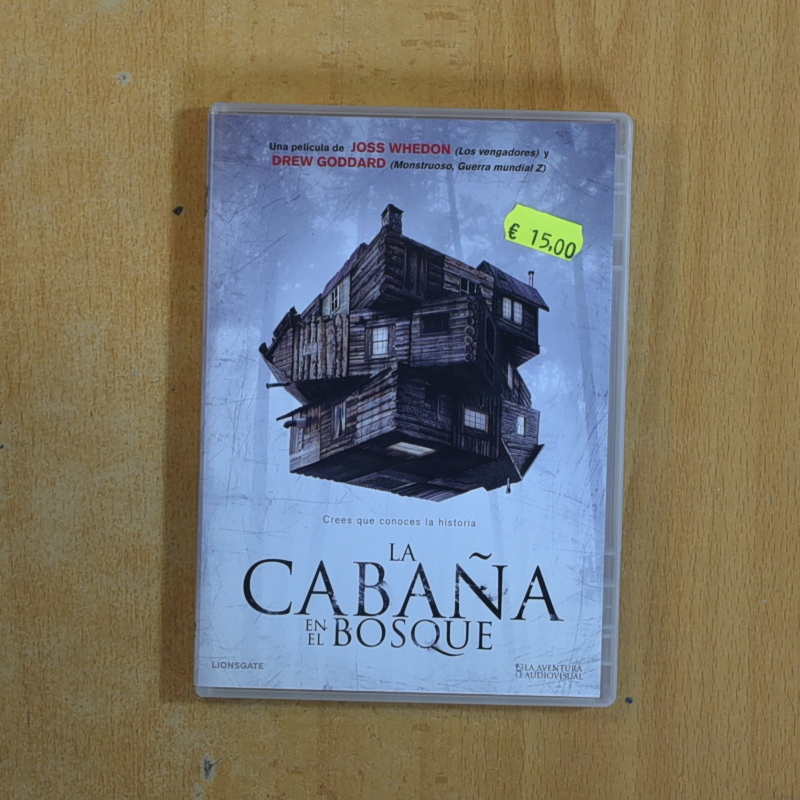 Una película de JOSS WHEDON (Los vengadores) y
DREW GODDARD (Monstruoso, Guerra mundial Z)
€ 15,00
Crees que conoces la historia
LA
CABAÑA
EN EL BOSQUE
LIONSGATE
LA AVENTURA
AUDIOVISUAL